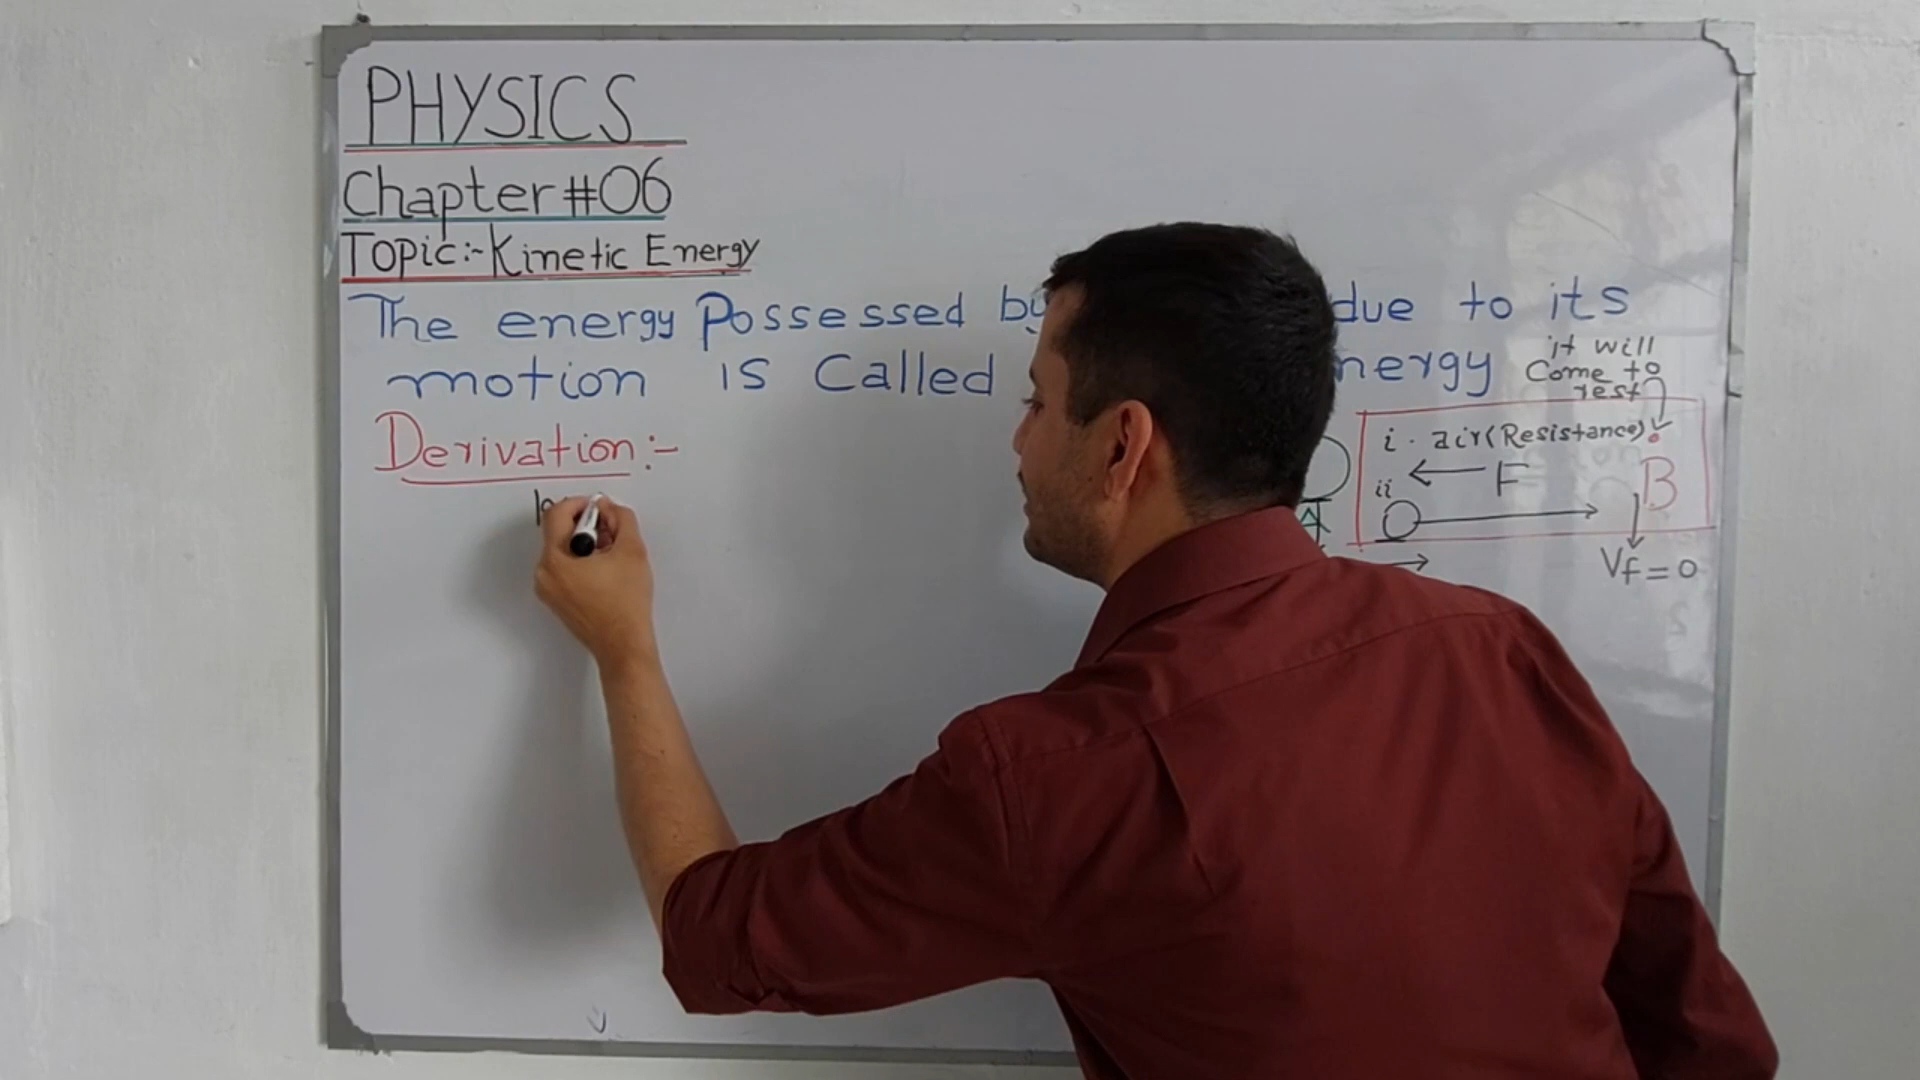 PHYSICS
Chapter #06
Topic:- Kinetic Energy
The energy Possessed by due to its
motion is Called nergy
it will
Come to
rest
Derivation:-
i. air (Resistance).
F
ii
B
A
Vf = 0